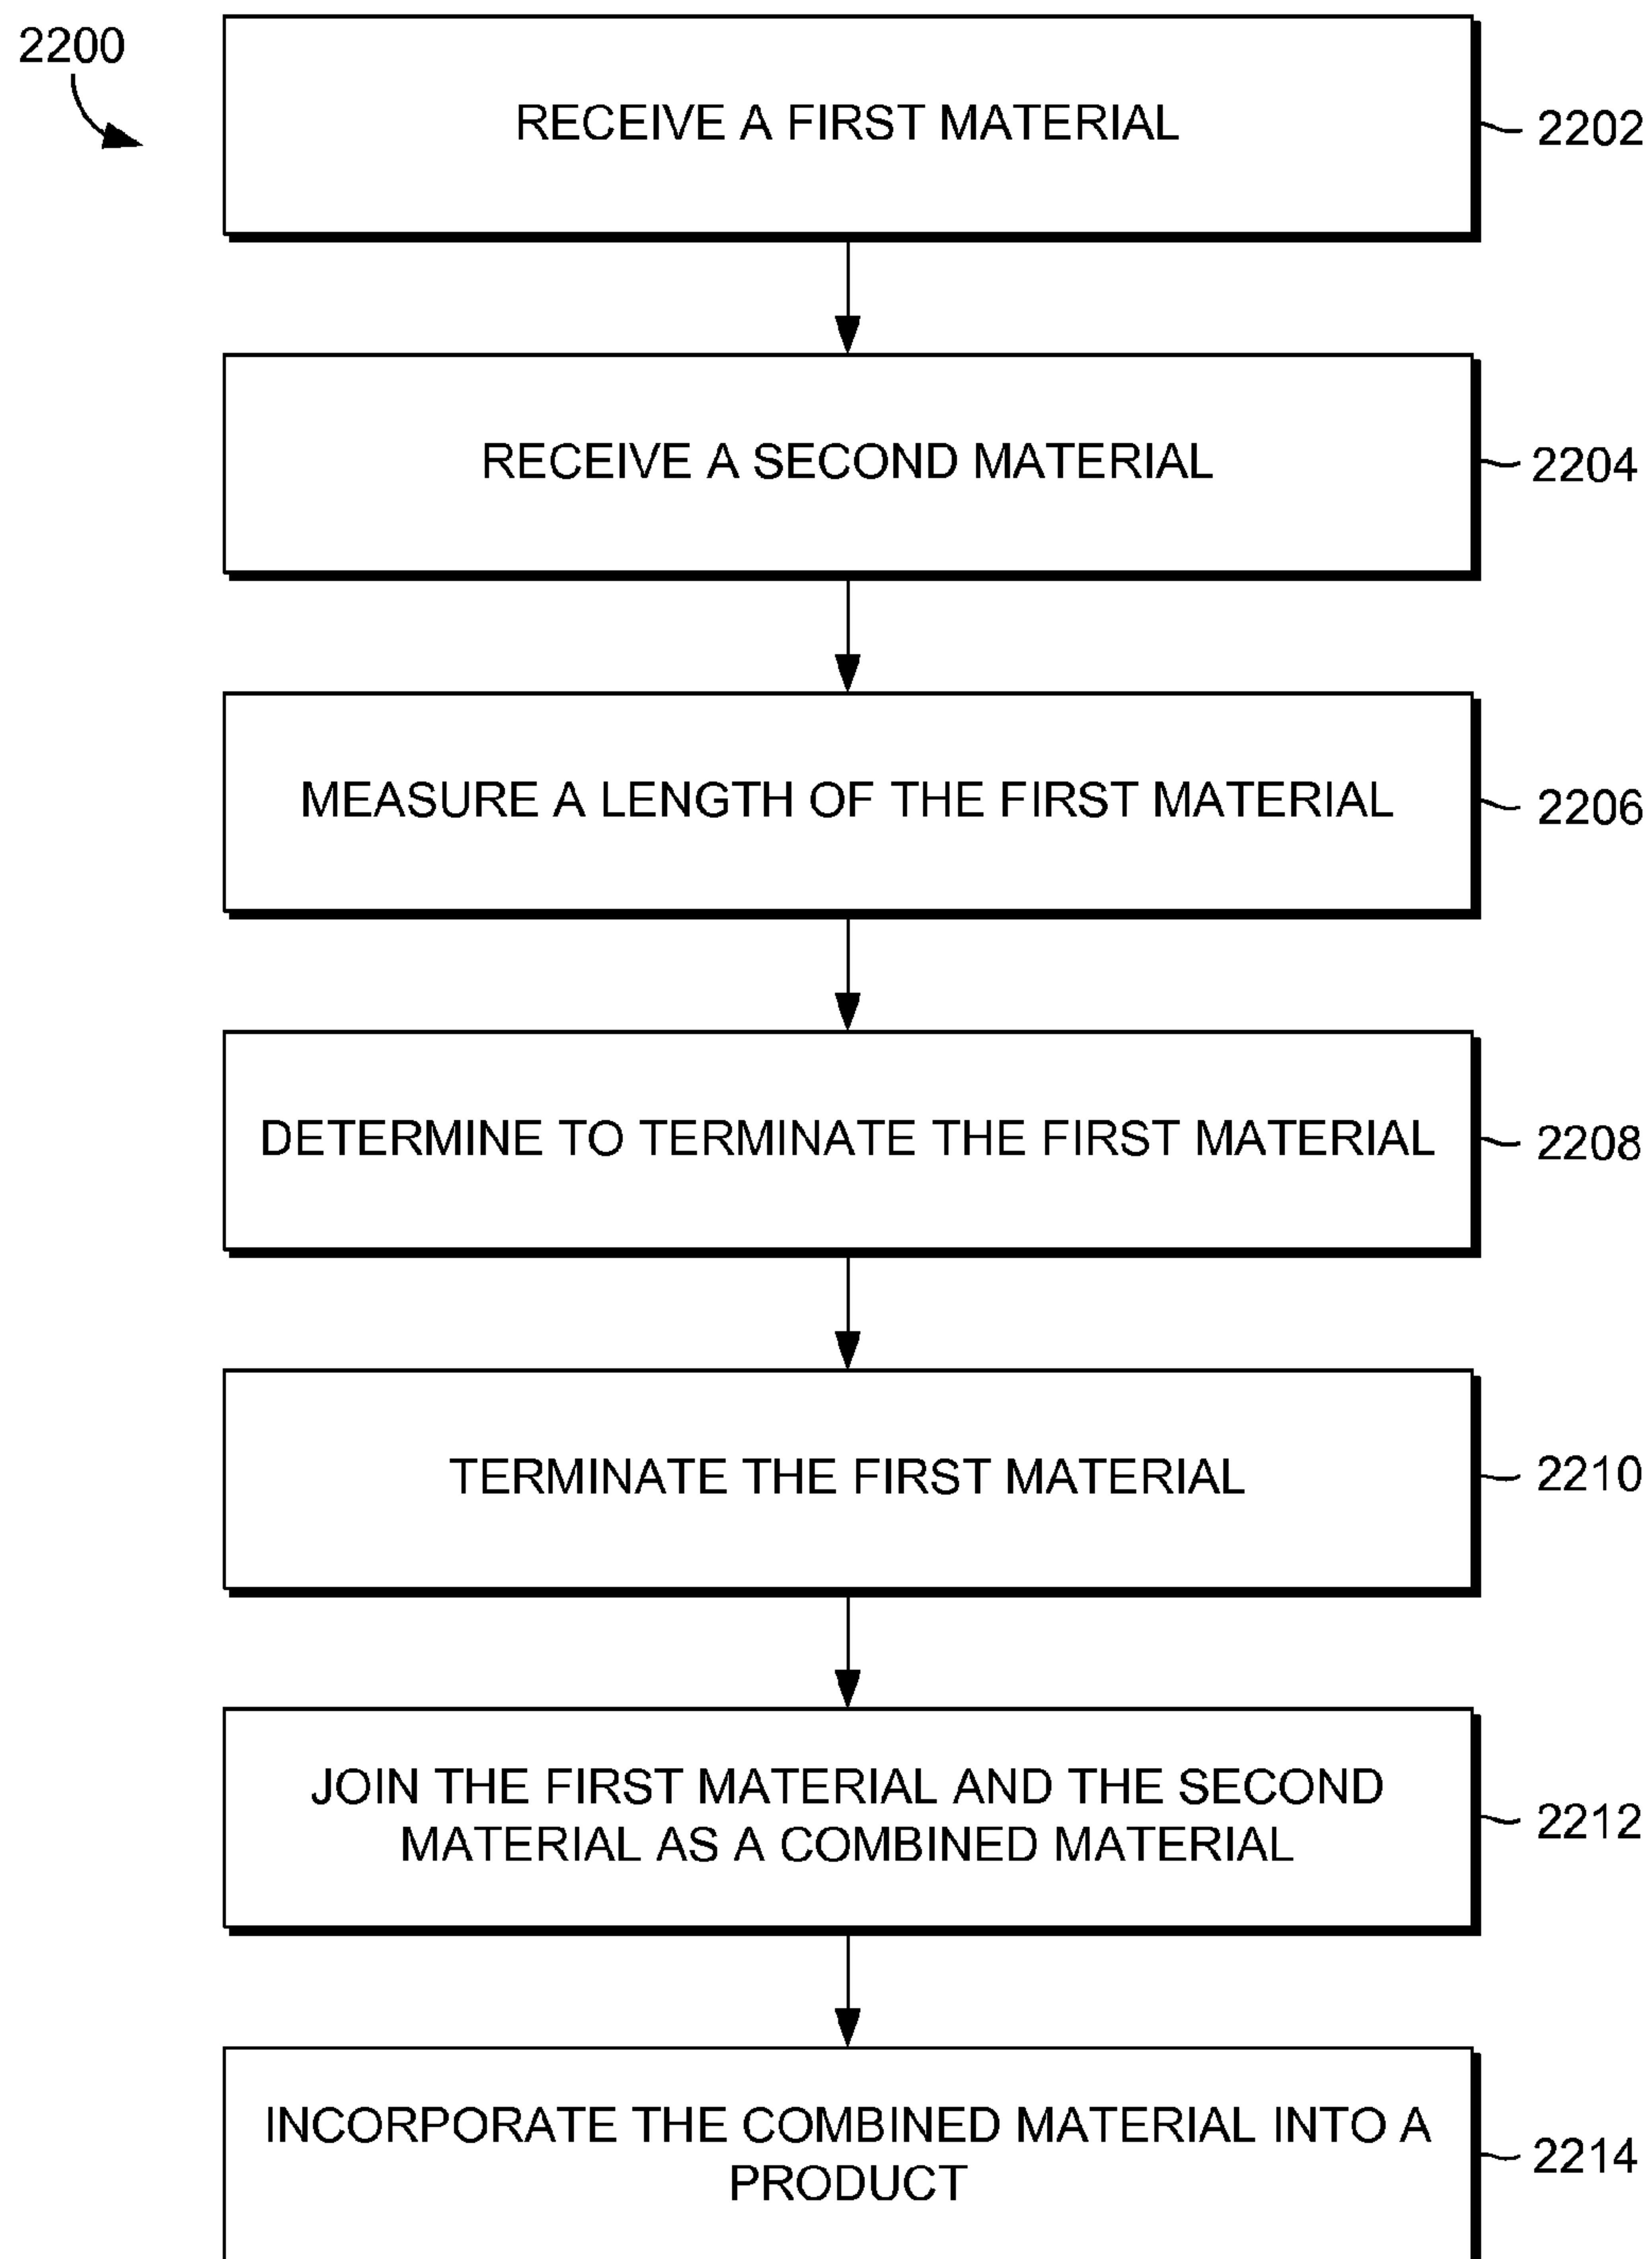 2200
RECEIVE A FIRST MATERIAL
2202
RECEIVE A SECOND MATERIAL
2204
MEASURE A LENGTH OF THE FIRST MATERIAL
2206
DETERMINE TO TERMINATE THE FIRST MATERIAL
2208
TERMINATE THE FIRST MATERIAL
2210
JOIN THE FIRST MATERIAL AND THE SECOND
MATERIAL AS A COMBINED MATERIAL
2212
INCORPORATE THE COMBINED MATERIAL INTO A
PRODUCT
2214